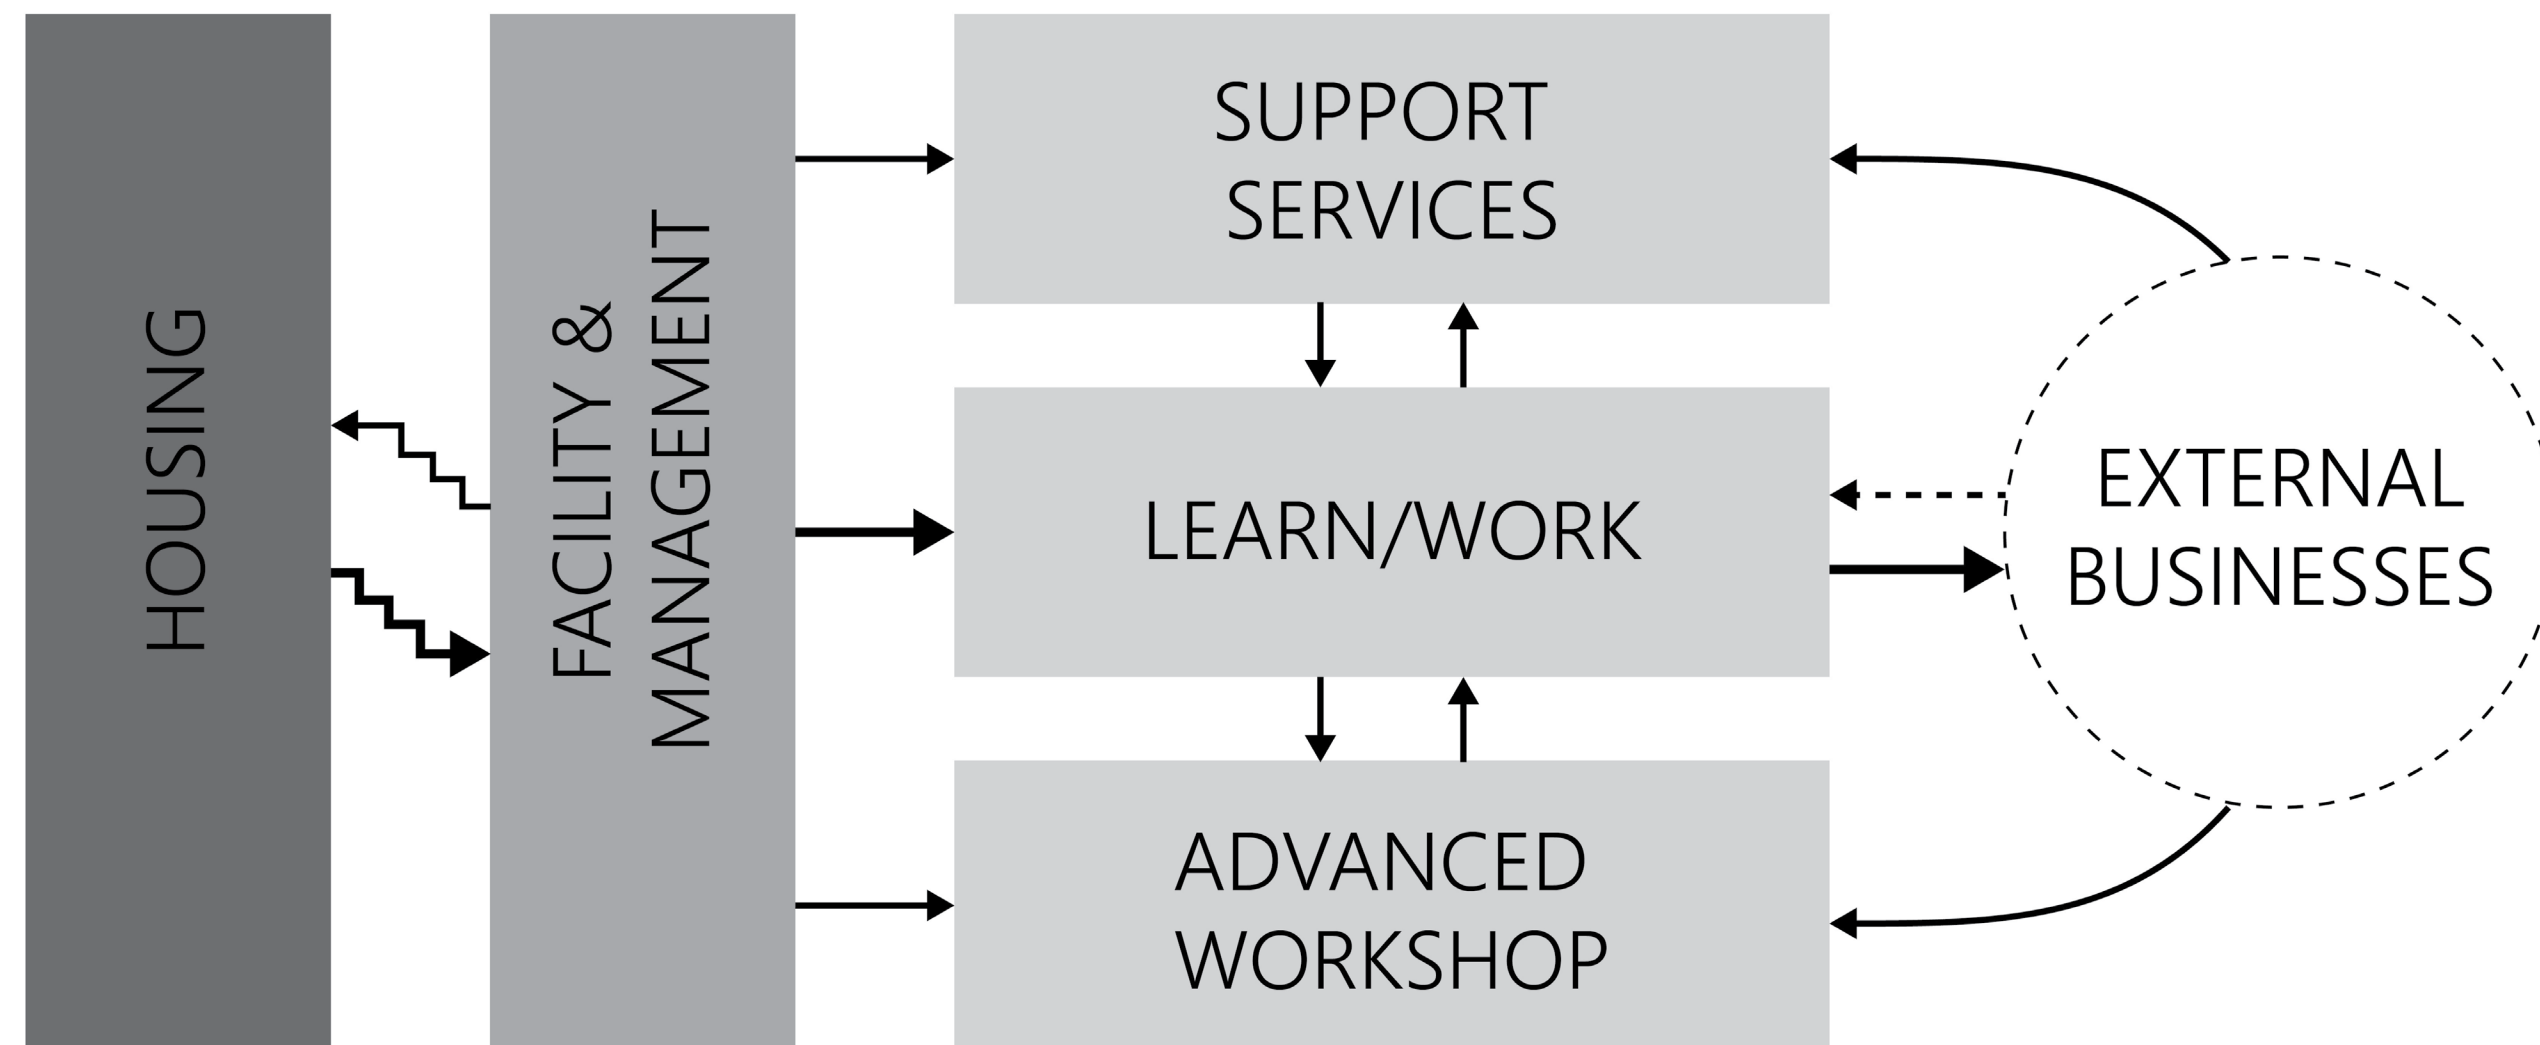 HOUSING
FACILITY &
MANAGEMENT
SUPPORT
SERVICES
LEARN/WORK
ADVANCED
WORKSHOP
EXTERNAL
BUSINESSES